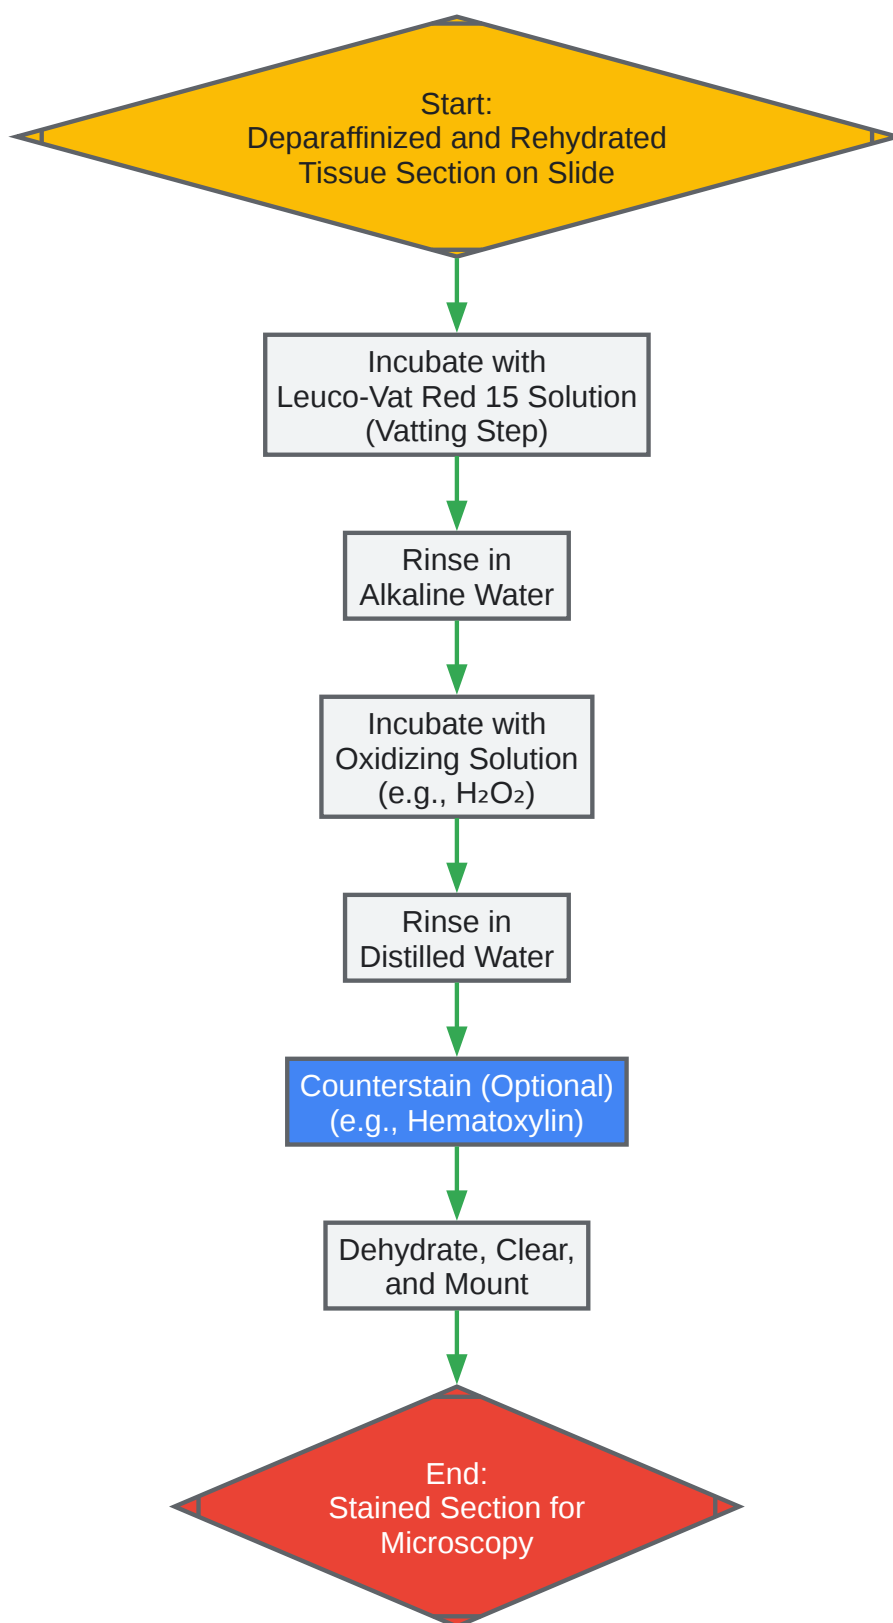 Start:
Deparaffinized and Rehydrated
Tissue Section on Slide
Incubate with
Leuco-Vat Red 15 Solution
(Vatting Step)
Rinse in
Alkaline Water
Incubate with
Oxidizing Solution
(e.g., H₂O₂)
Rinse in
Distilled Water
Counterstain (Optional)
(e.g., Hematoxylin)
Dehydrate, Clear,
and Mount
End:
Stained Section for
Microscopy